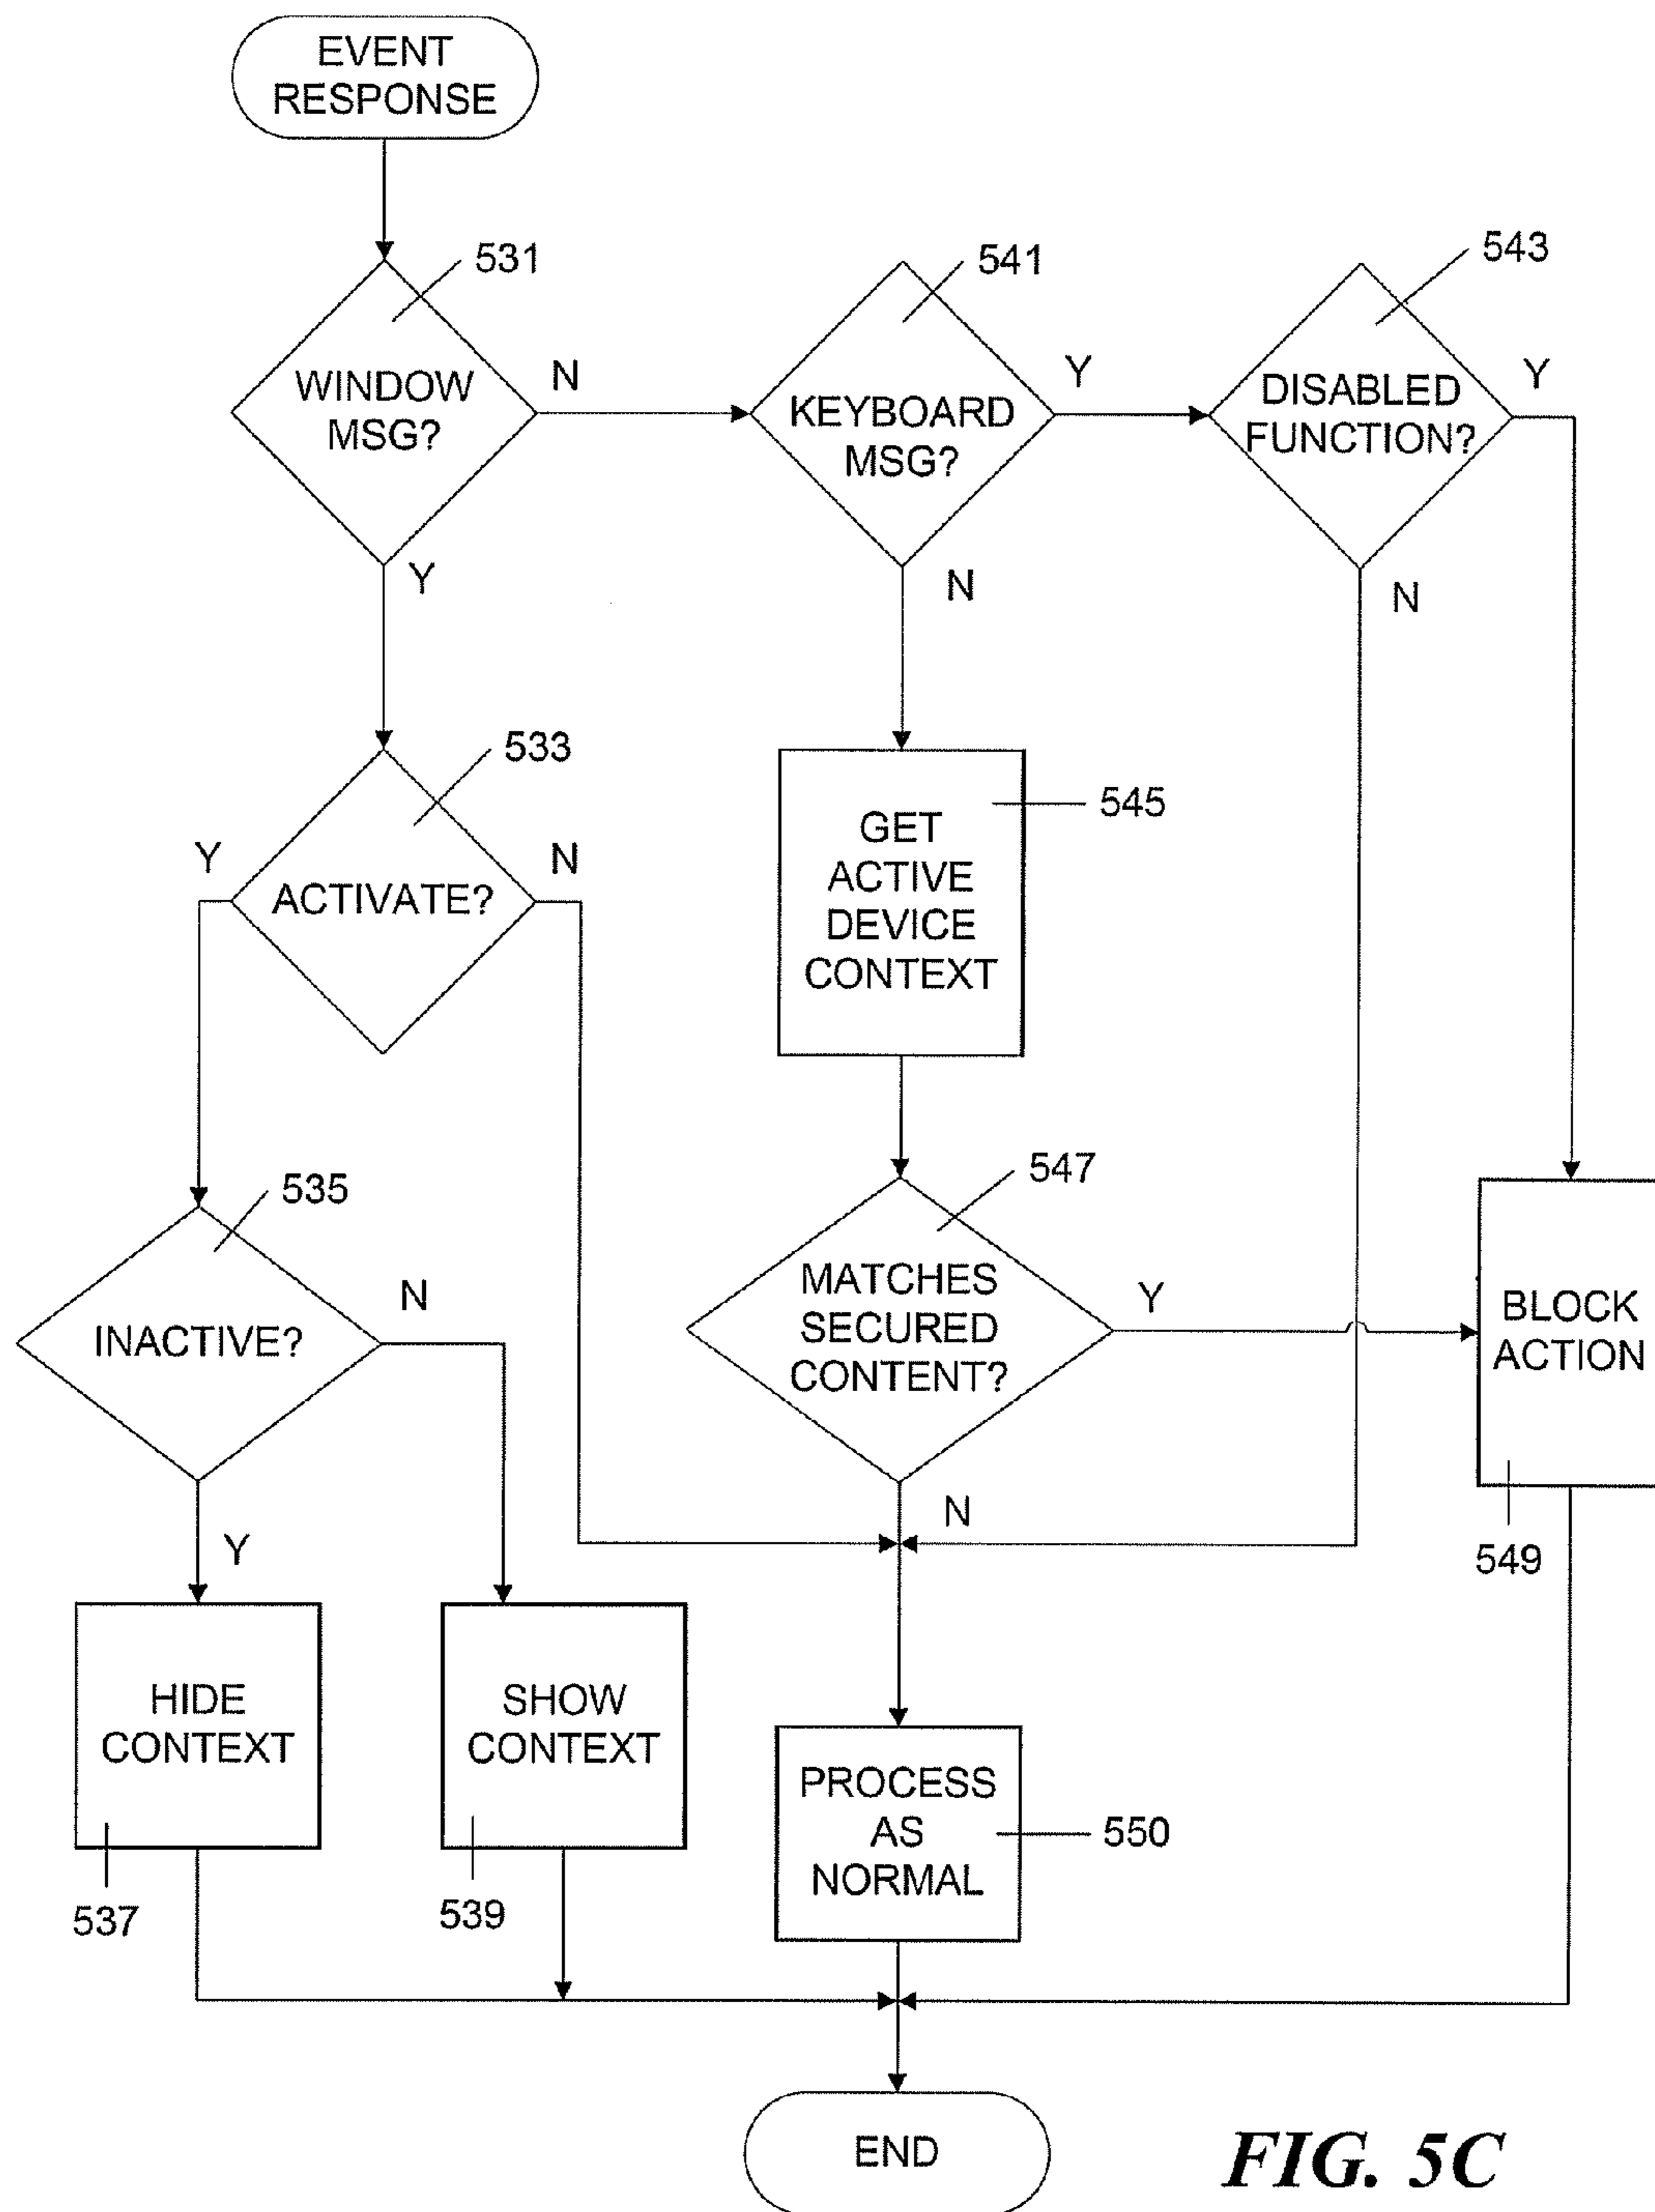 EVENT
RESPONSE
531
541
543
WINDOW
MSG?
N
KEYBOARD
MSG?
Y
DISABLED
FUNCTION?
Y
Y
N
N
533
ACTIVATE?
Y
N
GET
ACTIVE
DEVICE
CONTEXT
545
535
INACTIVE?
N
547
MATCHES
SECURED
CONTENT?
Y
BLOCK
ACTION
549
Y
N
HIDE
CONTEXT
537
SHOW
CONTEXT
539
PROCESS
AS
NORMAL
550
END
FIG. 5C